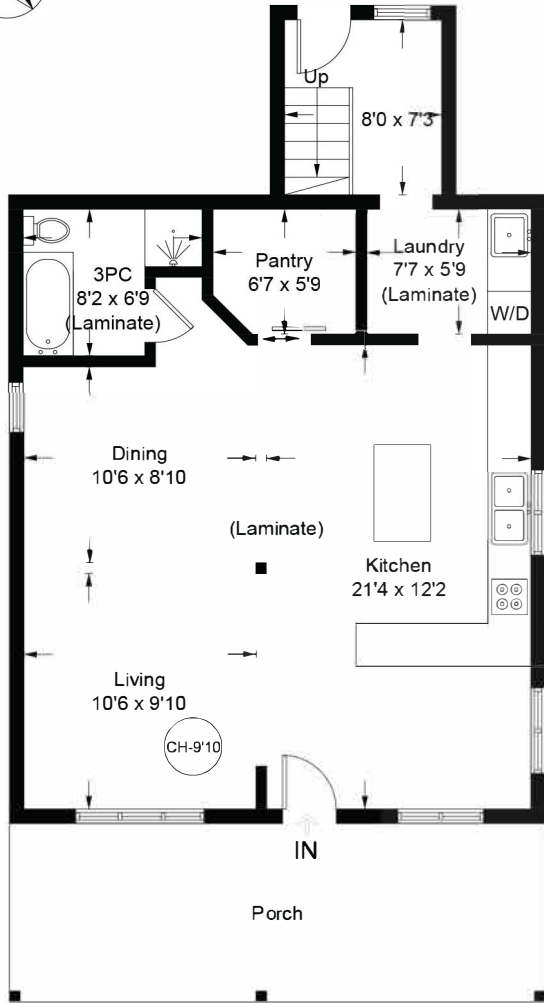 Up
8'0 x 7'3
3PC
8'2 x 6'9
(Laminate)
Pantry
6'7 x 5'9
Laundry
7'7 x 5'9
(Laminate)
W/D
Dining
10'6 x 8'10
(Laminate)
Kitchen
21'4 x 12'2
Living
10'6 x 9'10
CH-9'10
IN
Porch